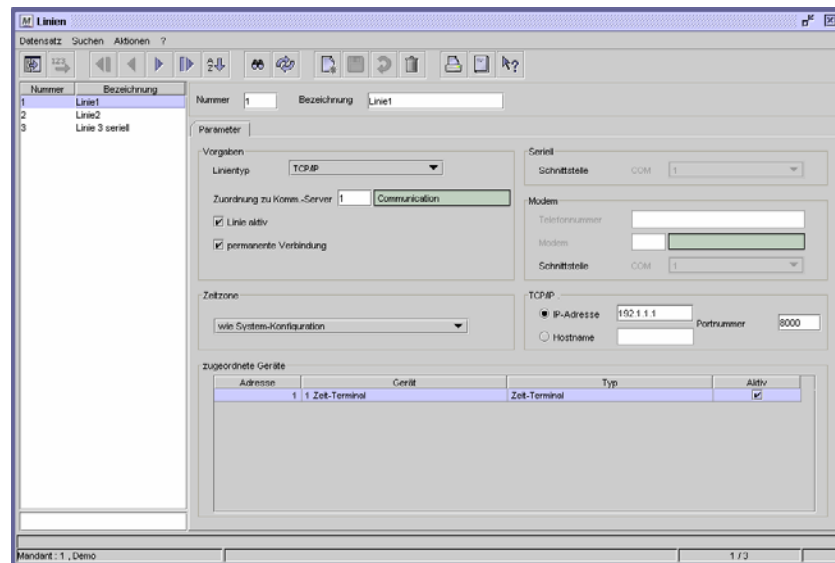 Linien
Datensatz Suchen Aktionen ?
Nummer Bezeichnung
1 Linie1
2 Linie2
3 Linie 3 seriell
Nummer 1 Bezeichnung Linie1
Parameter
Vorgaben
Linientyp TCP/IP
Zuordnung zu Komm.-Server 1 Communication
Linie aktiv
permanente Verbindung
Seriell
Schnittstelle COM 1
Modem
Telefonnummer
Modem
Schnittstelle COM 1
Zeitzone
wie System-Konfiguration
TCP/IP
IP-Adresse 192.1.1.1 Portnummer 8000
Hostname
zugeordnete Geräte
Adresse Gerät Typ Aktiv
1 1 Zeit-Terminal Zeit-Terminal
Mandant : 1 , Demo 1 / 3